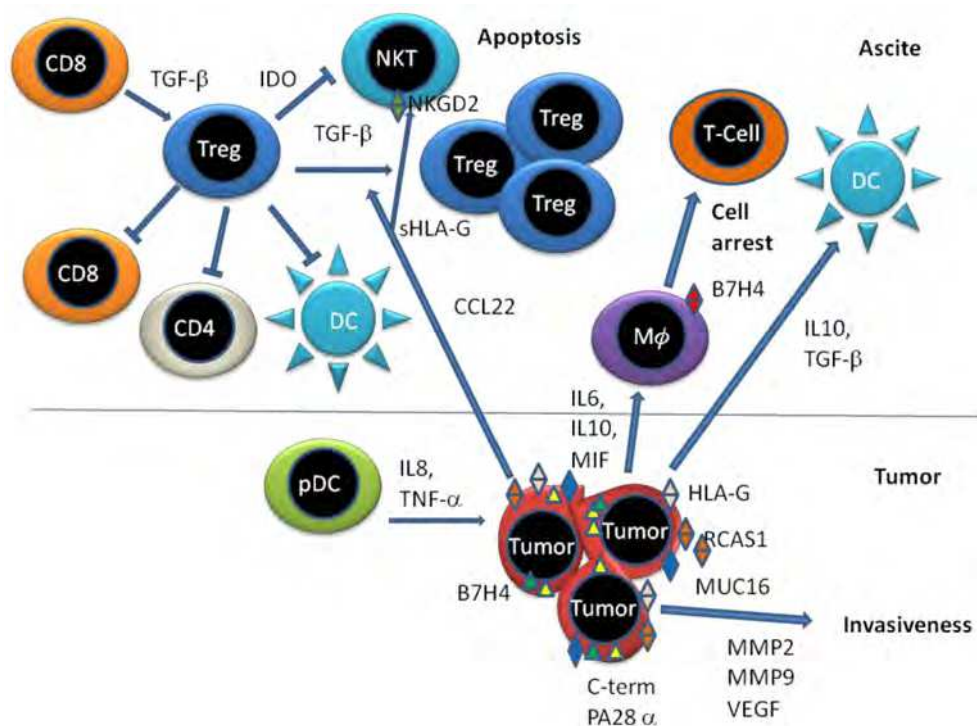 CD8
TGF-β
IDO
NKT
Apoptosis
Ascite
NKGD2
Treg
TGF-β
Treg
Treg
Treg
T-Cell
DC
sHLA-G
Cell
arrest
CD8
CD4
DC
CCL22
B7H4
Mϕ
IL10,
TGF-β
IL6,
IL10,
MIF
pDC
IL8,
TNF-α
Tumor
HLA-G
Tumor
Tumor
RCAS1
B7H4
Tumor
MUC16
Invasiveness
MMP2
MMP9
VEGF
C-term
PA28 α